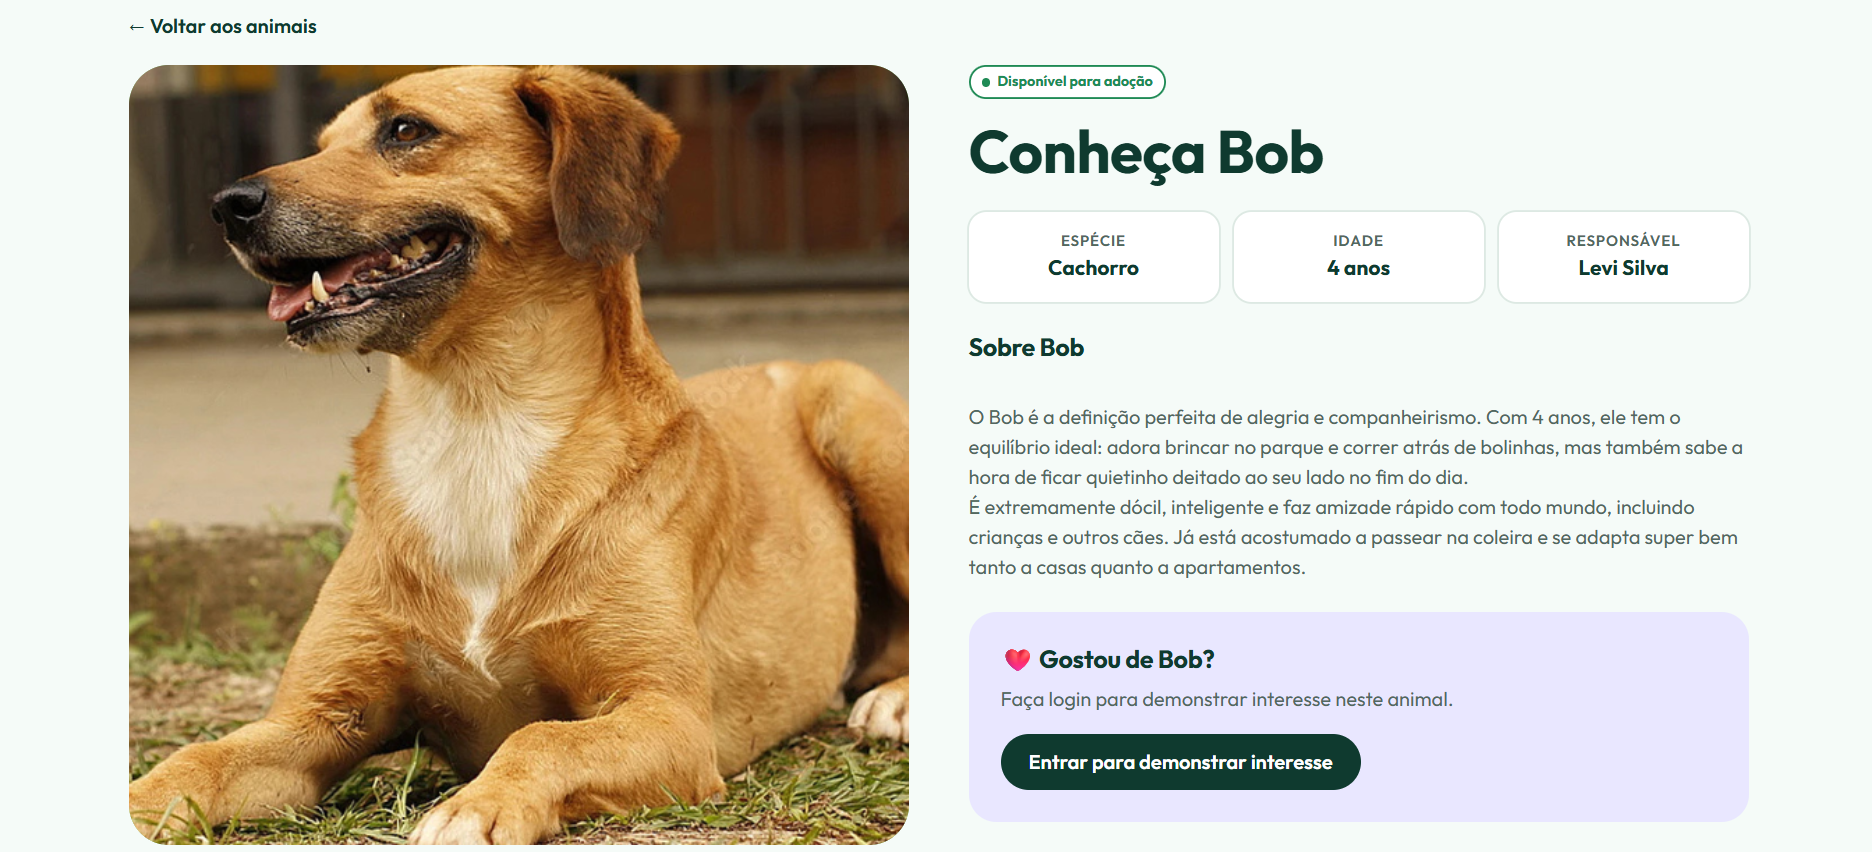 ← Voltar aos animais
Disponível para adoção
Conheça Bob
ESPÉCIE
Cachorro
IDADE
4 anos
RESPONSÁVEL
Levi Silva
Sobre Bob
O Bob é a definição perfeita de alegria e companheirismo. Com 4 anos, ele tem o
equilíbrio ideal: adora brincar no parque e correr atrás de bolinhas, mas também sabe a
hora de ficar quietinho deitado ao seu lado no fim do dia.
É extremamente dócil, inteligente e faz amizade rápido com todo mundo, incluindo
crianças e outros cães. Já está acostumado a passear na coleira e se adapta super bem
tanto a casas quanto a apartamentos.
Gostou de Bob?
Faça login para demonstrar interesse neste animal.
Entrar para demonstrar interesse